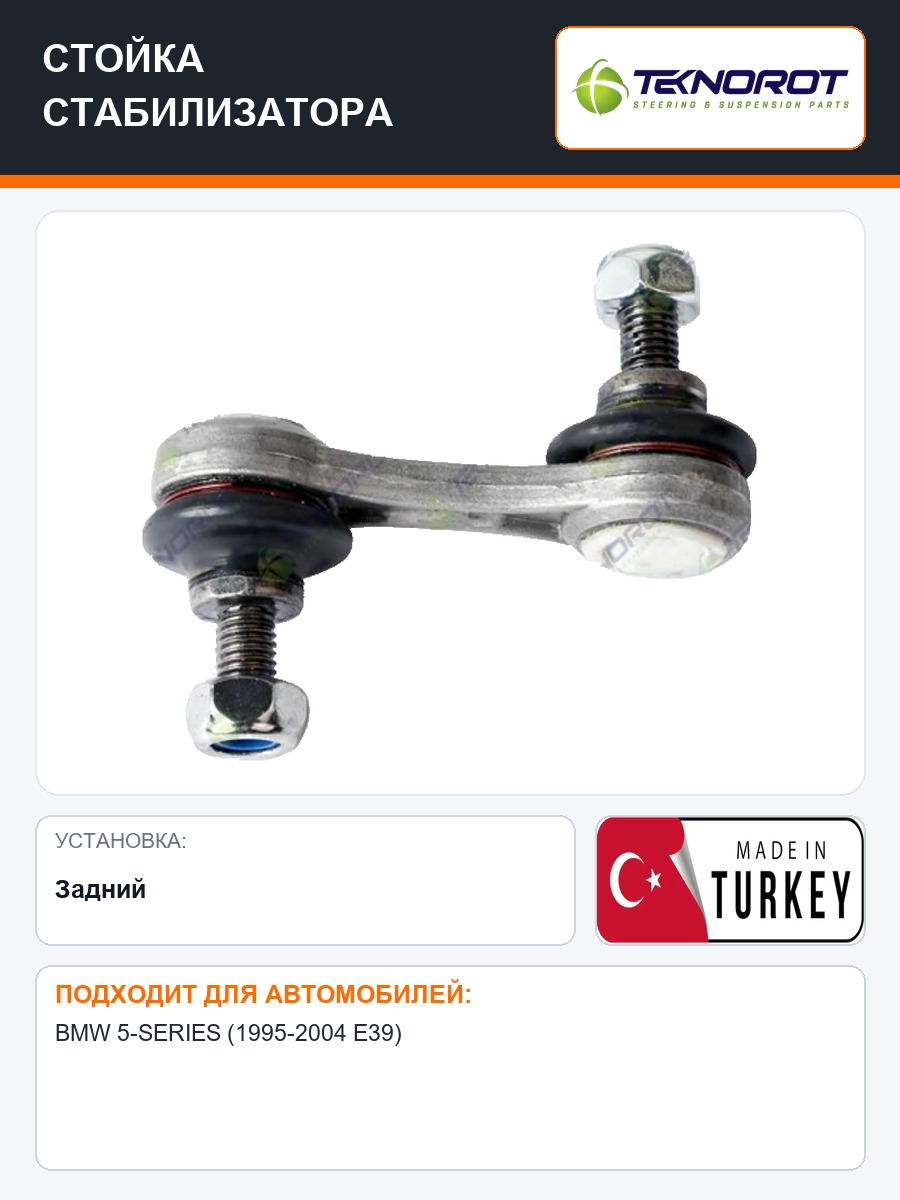 СТОЙКА
СТАБИЛИЗАТОРА
TEKNOROT
STEERING & SUSPENSION PARTS
УСТАНОВКА:
Задний
MADE IN
TURKEY
ПОДХОДИТ ДЛЯ АВТОМОБИЛЕЙ:
BMW 5-SERIES (1995-2004 E39)